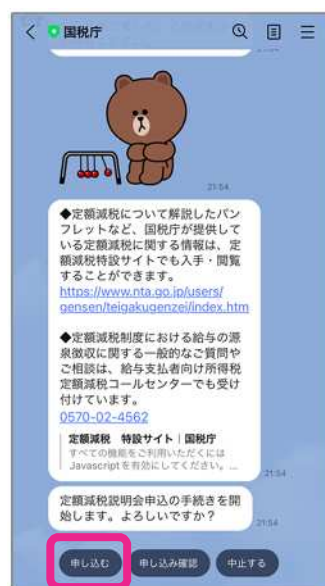 国税庁
21:54
◆定額減税について解説したパン
フレットなど、国税庁が提供して
いる定額減税に関する情報は、定
額減税特設サイトでも入手・閲覧
することができます。
https://www.nta.go.jp/users/
gensen/teigakugenzei/index.htm
◆定額減税制度における給与の源
泉徴収に関する一般的なご質問や
ご相談は、給与支払者向け所得税
定額減税コールセンターでも受け
付けています。
0570-02-4562
定額減税 特設サイト|国税庁
すべての機能をご利用いただくには
Javascriptを有効にしてください。...
21:54
定額減税説明会申込の手続きを開
始します。よろしいですか？
21:54
申し込む
申し込み確認
中止する